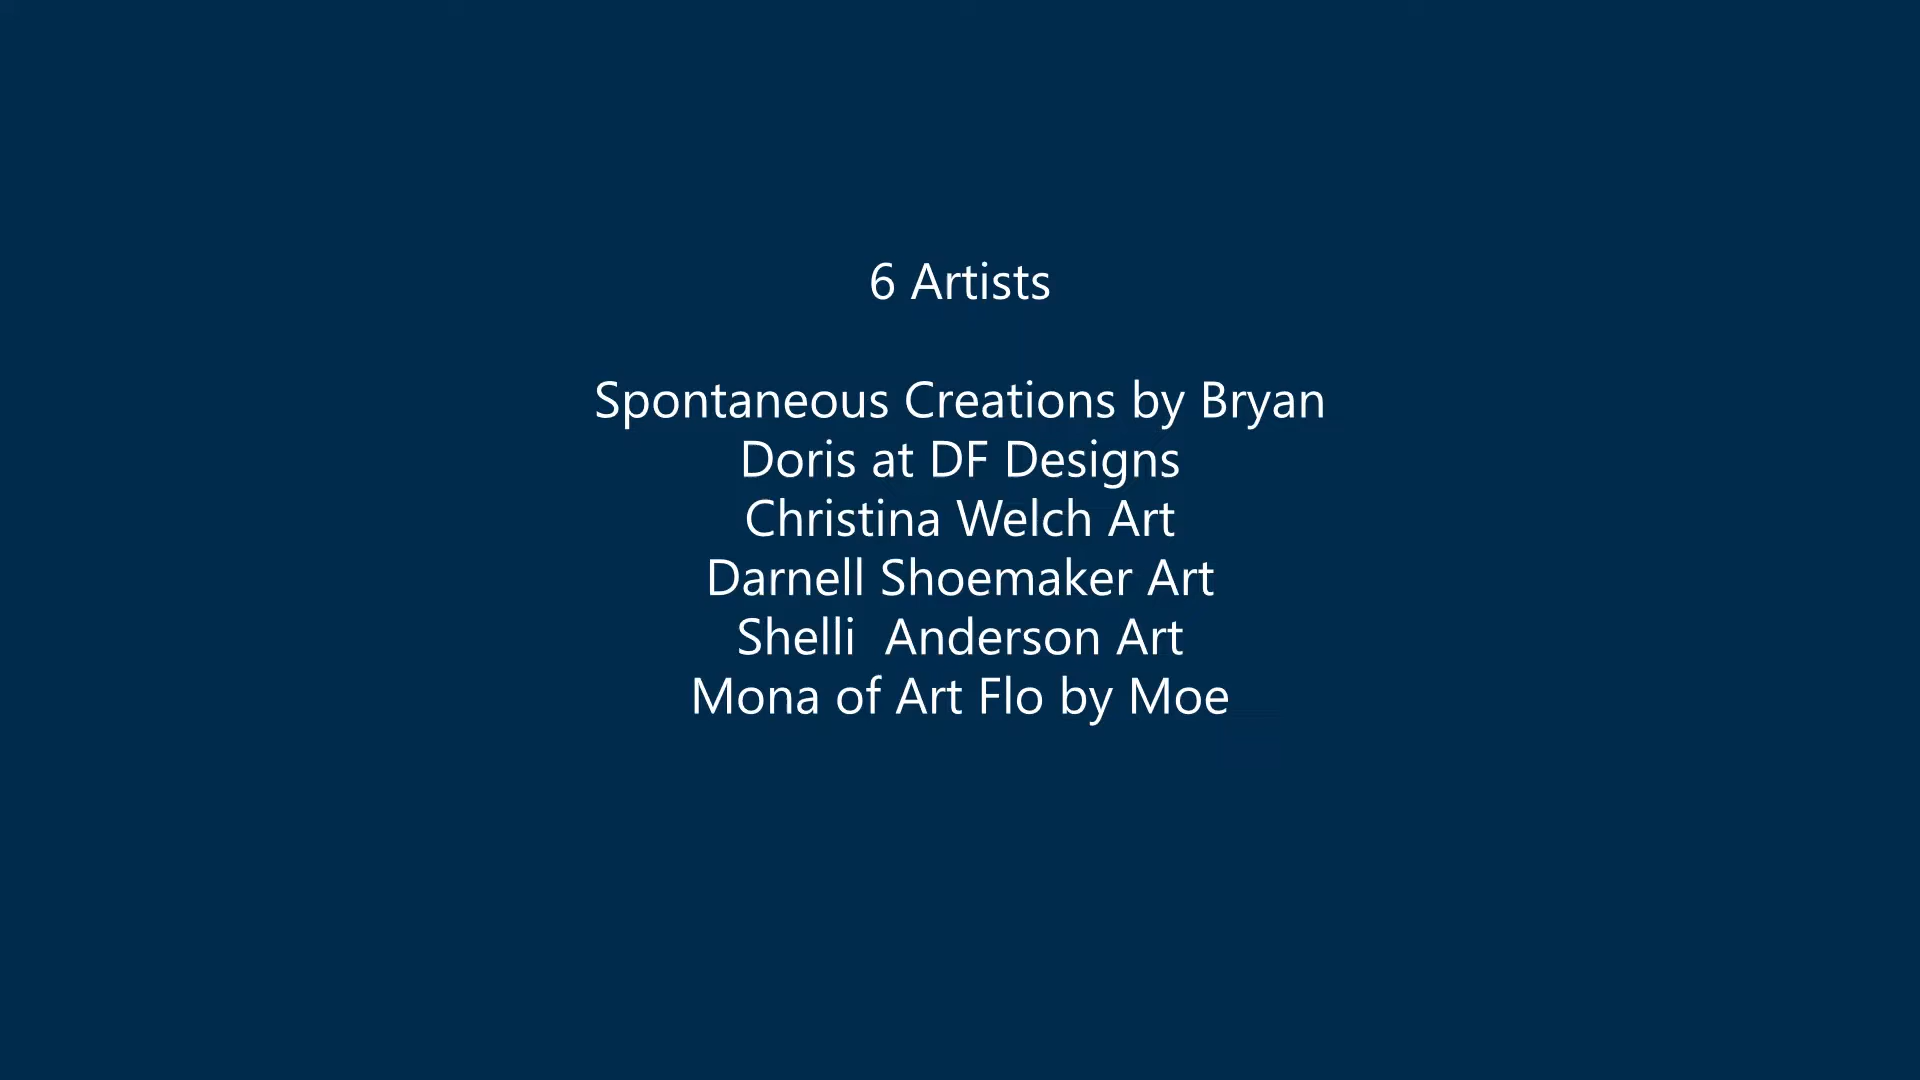 6 Artists
Spontaneous Creations by Bryan
Doris at DF Designs
Christina Welch Art
Darnell Shoemaker Art
Shelli  Anderson Art
Mona of Art Flo by Moe